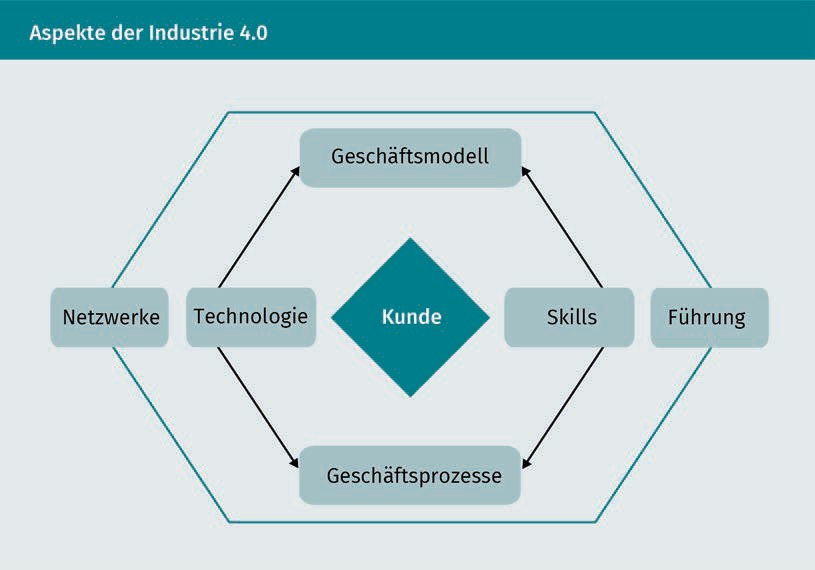 Aspekte der Industrie 4.0
Geschäftsmodell
Netzwerke
Technologie
Kunde
Skills
Führung
Geschäftsprozesse